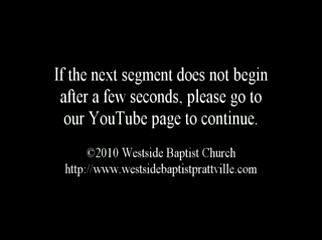 If the next segment does not begin
after a few seconds, please go to
our YouTube page to continue.
©2010 Westside Baptist Church
http://www.westsidebaptistprattville.com